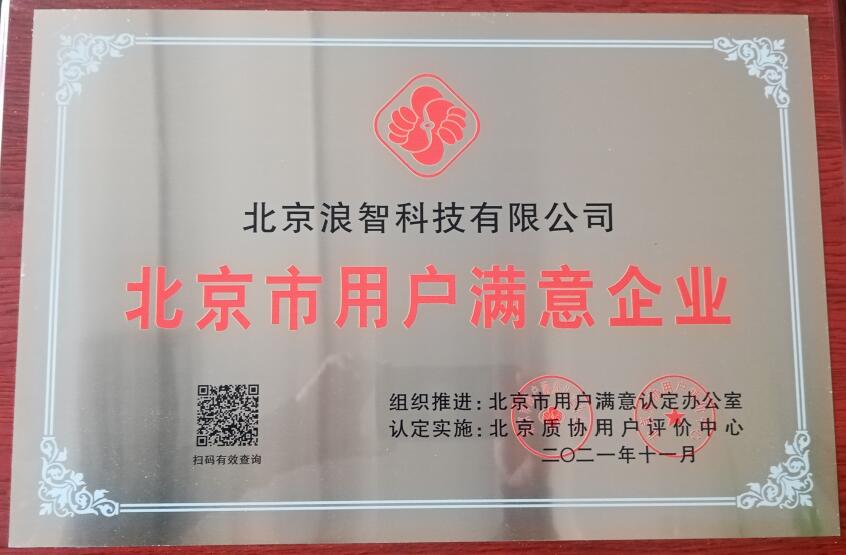 北京浪智科技有限公司
北京市用户满意企业
组织推进：北京市用户满意认定办公室
认定实施：北京质协用户评价中心
二〇二一年十一月
扫码有效查询